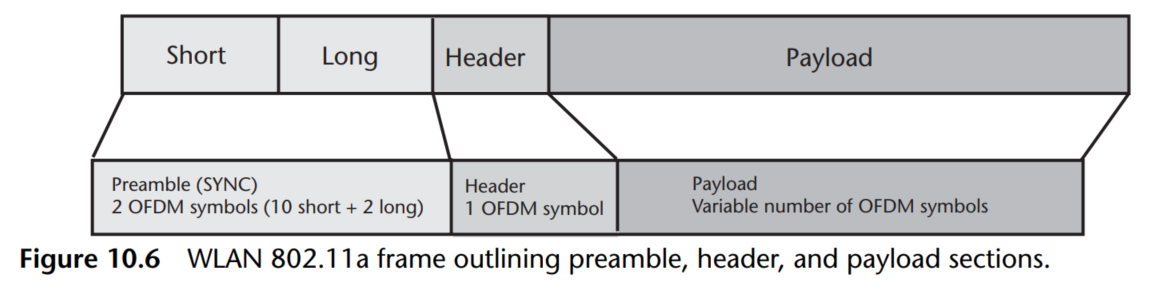 Short Long Header Payload
Preamble (SYNC)
2 OFDM symbols (10 short + 2 long)
Header
1 OFDM symbol
Payload
Variable number of OFDM symbols
Figure 10.6 WLAN 802.11a frame outlining preamble, header, and payload sections.